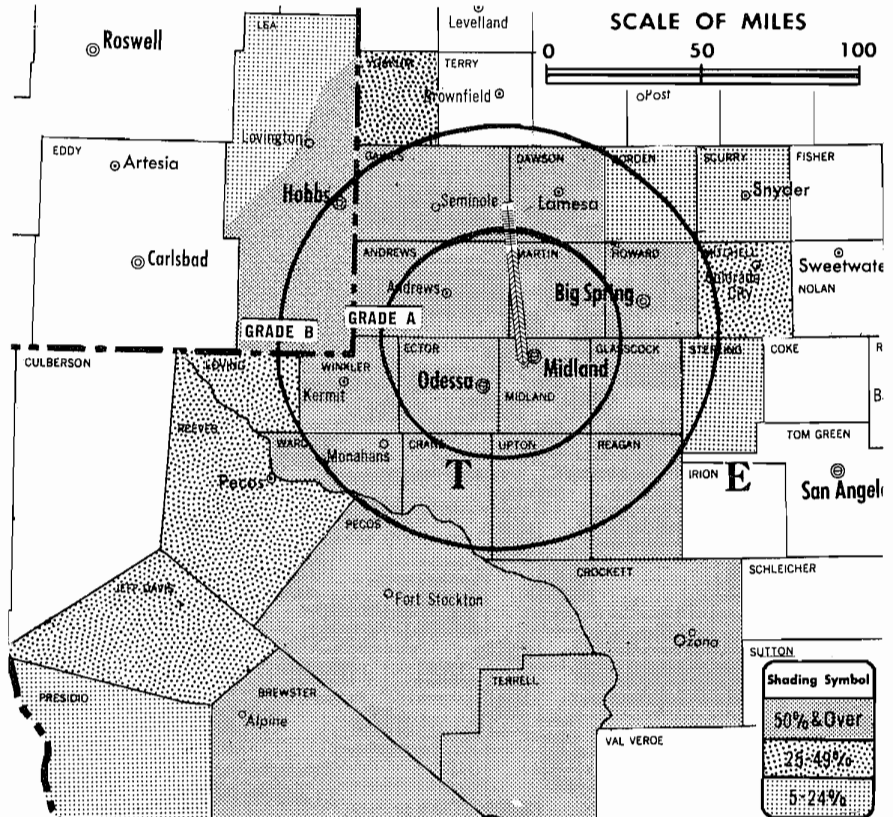 Levelland
SCALE OF MILES
0 50 100
Roswell
LEA
TERRY
Brownfield
Post
Lovington
EDDY
Artesia
GAINES
DAWSON
BORDEN
SCURRY
FISHER
Hobbs
Seminole
Lamesa
Snyder
Carlsbad
ANDREWS
MARTIN
HOWARD
MITCHELL
Andrews
Big Spring
Sweetwate
NOLAN
GRADE B
GRADE A
CULBERSON
LOVING
WINKLER
ECTOR
GLASSCOCK
STERLING
COKE
R
Kermit
Odessa
Midland
MIDLAND
B
REEVES
WARD
Monahans
CRANE
UPTON
REAGAN
TOM GREEN
Pecos
T
IRION
E
San Angel
PECOS
CROCKETT
SCHLEICHER
JEFF DAVIS
Fort Stockton
Ozona
SUTTON
PRESIDIO
BREWSTER
TERRELL
Alpine
VAL VEROE
Shading Symbol
50% & Over
25-49%
5-24%